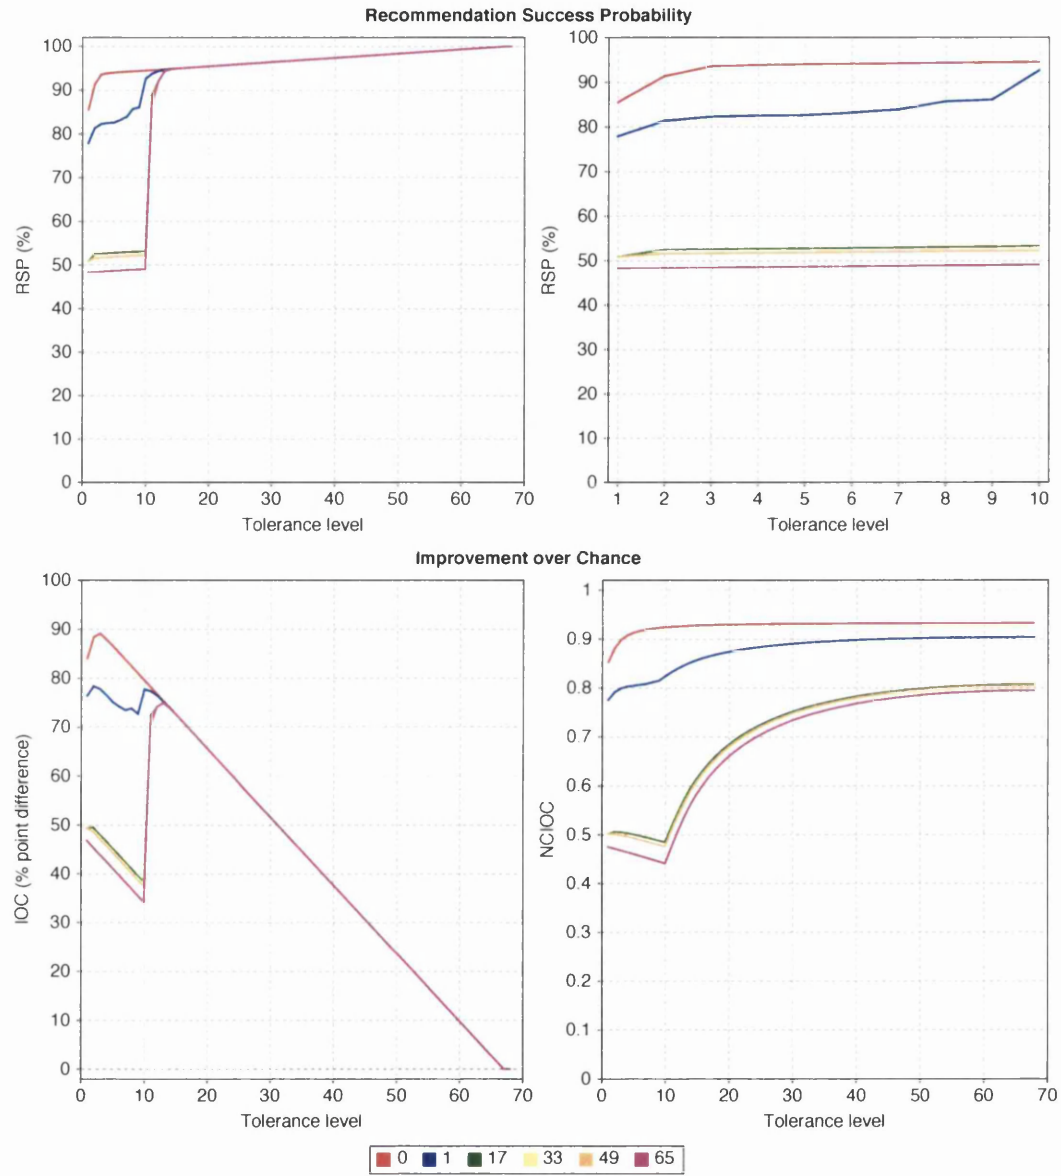 Recommendation Success Probability
100
90
80
70
60
50
40
30
20
10
0
RSP (%)
0 10 20 30 40 50 60 70
Tolerance level
100
90
80
70
60
50
40
30
20
10
0
RSP (%)
1 2 3 4 5 6 7 8 9 10
Tolerance level
Improvement over Chance
100
90
80
70
60
50
40
30
20
10
0
IOC (% point difference)
0 10 20 30 40 50 60 70
Tolerance level
1
0.9
0.8
0.7
0.6
0.5
0.4
0.3
0.2
0.1
0
NCIOC
0 10 20 30 40 50 60 70
Tolerance level
0 1 17 33 49 65